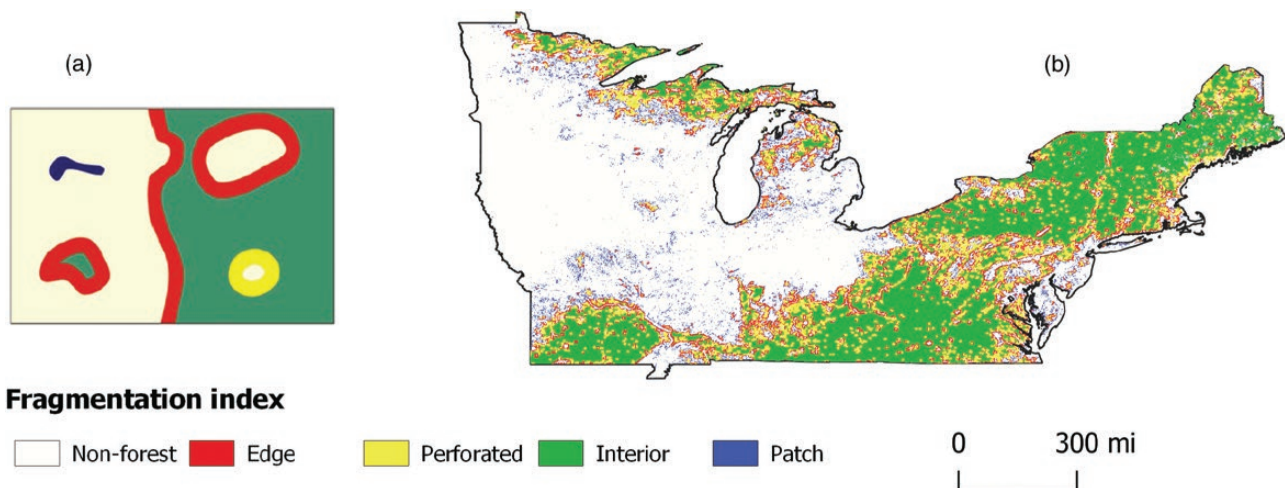 (a)
(b)
Fragmentation index
Non-forest Edge Perforated Interior Patch
0 300 mi